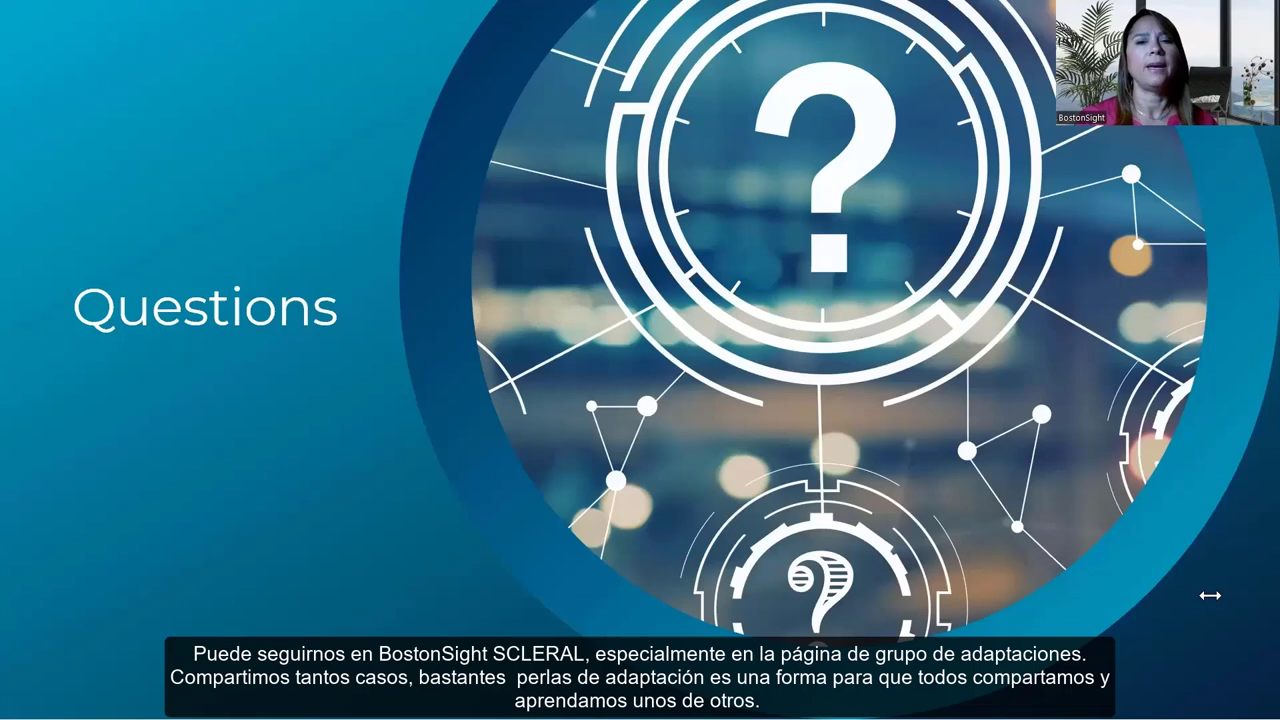 BostonSight
Questions
Puede seguirnos en BostonSight SCLERAL, especialmente en la página de grupo de adaptaciones.
Compartimos tantos casos, bastantes  perlas de adaptación es una forma para que todos compartamos y
aprendamos unos de otros.